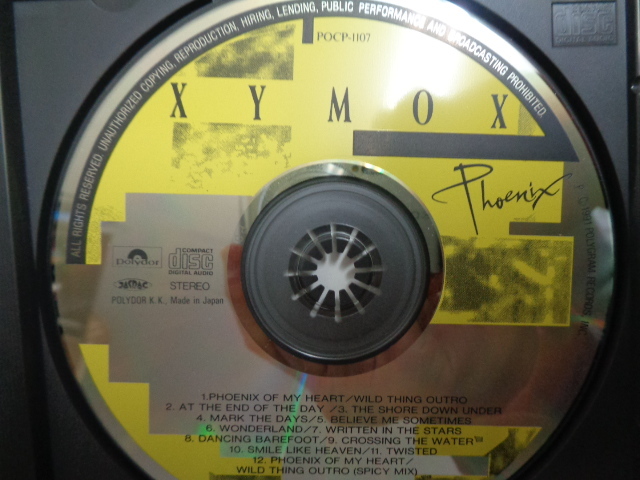 ALL RIGHTS RESERVED UNAUTHORIZED COPYING, REPRODUCTION, HIRING, LENDING, PUBLIC PERFORMANCE AND BROADCASTING PROHIBITED.
POCP-1107
XYMOX
Phoenix
POLYGRAM RECORDS, INC.
Polydor
COMPACT
disc
DIGITAL AUDIO
STEREO
POLYDOR K.K., Made in Japan
1.PHOENIX OF MY HEART/WILD THING OUTRO
2. AT THE END OF THE DAY/3. THE SHORE DOWN UNDER
4. MARK THE DAYS/5. BELIEVE ME SOMETIMES
6. WONDERLAND/7. WRITTEN IN THE STARS
8. DANCING BAREFOOT/9. CROSSING THE WATER
10. SMILE LIKE HEAVEN/11. TWISTED
12. PHOENIX OF MY HEART/
WILD THING OUTRO (SPICY MIX)